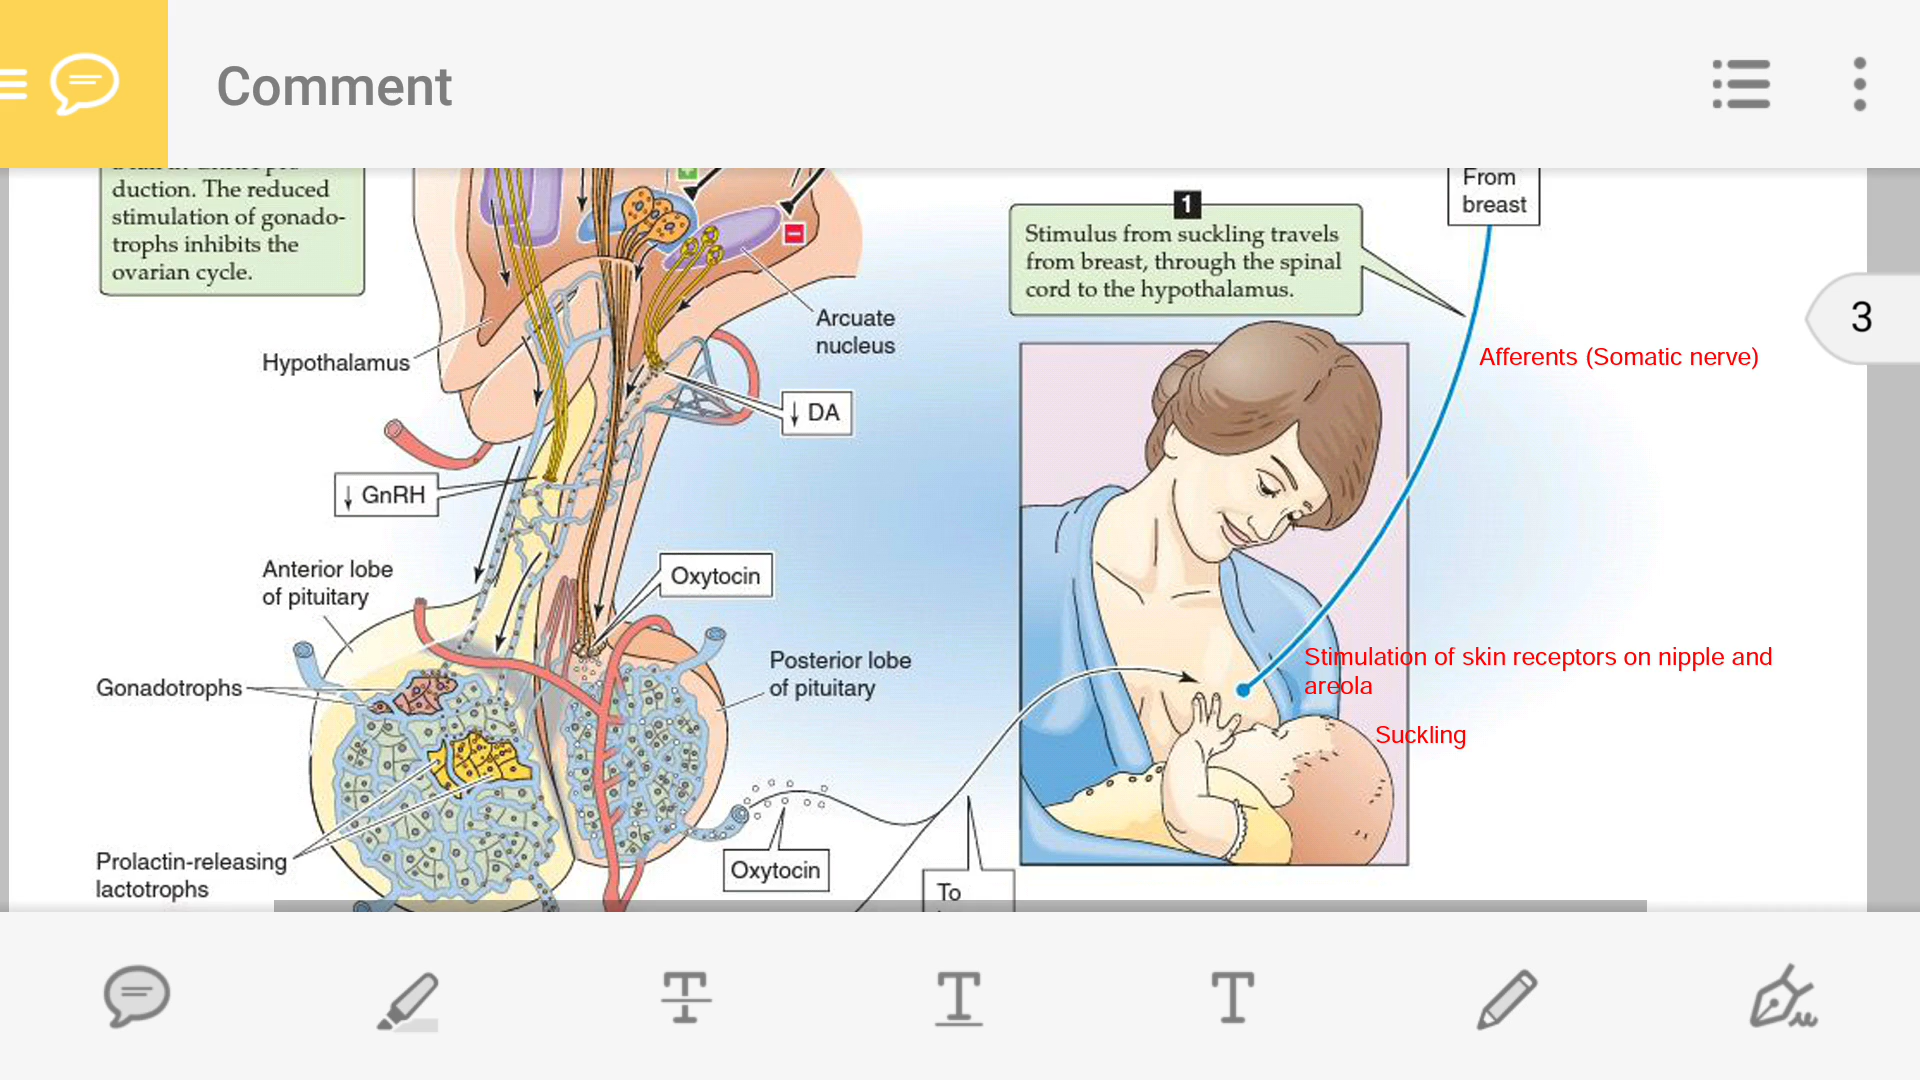 Comment
duction. The reduced
stimulation of gonado-
trophs inhibits the
ovarian cycle.
From
breast
1
Stimulus from suckling travels
from breast, through the spinal
cord to the hypothalamus.
3
Arcuate
nucleus
Hypothalamus
Afferents (Somatic nerve)
↓ DA
↓ GnRH
Anterior lobe
of pituitary
Oxytocin
Posterior lobe
of pituitary
Stimulation of skin receptors on nipple and
areola
Gonadotrophs
Suckling
Prolactin-releasing
lactotrophs
Oxytocin
To